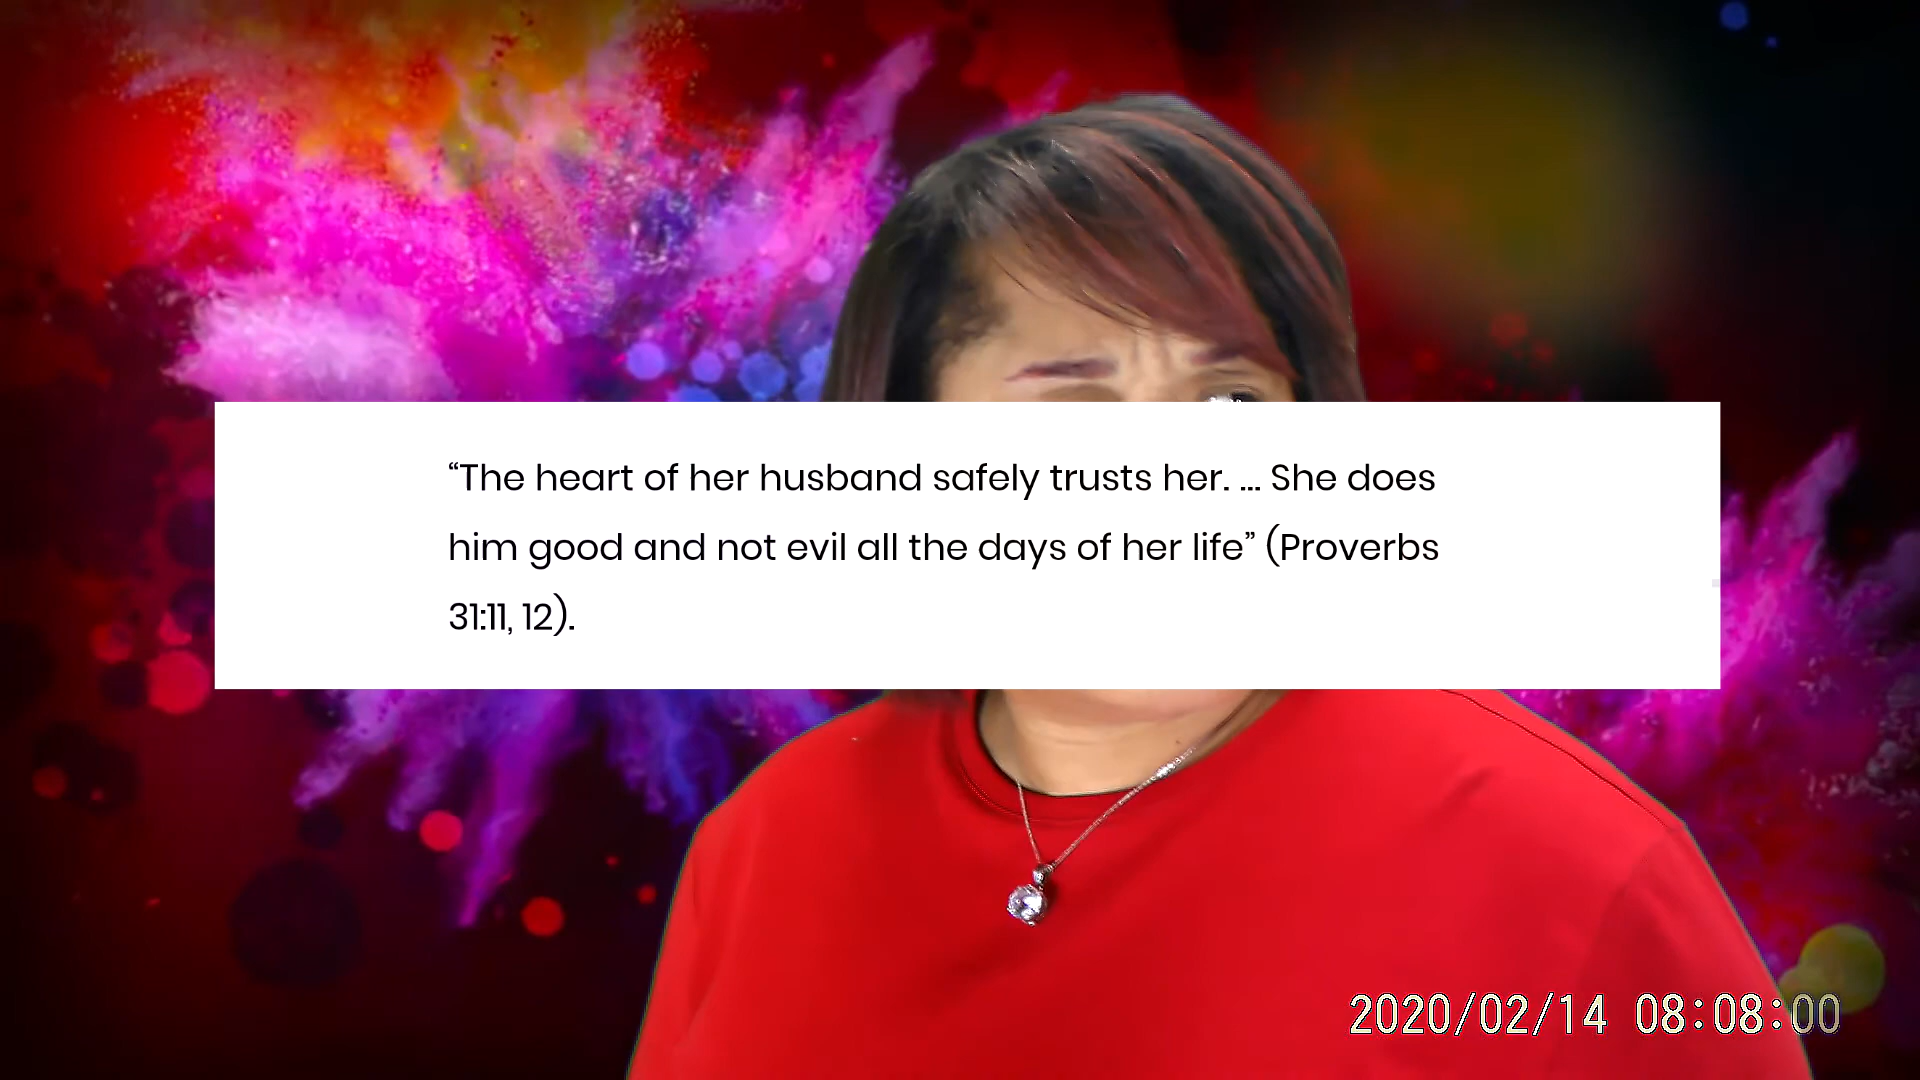 “The heart of her husband safely trusts her. ... She does
him good and not evil all the days of her life” (Proverbs
31:11, 12).
2020/02/14 08:08:00